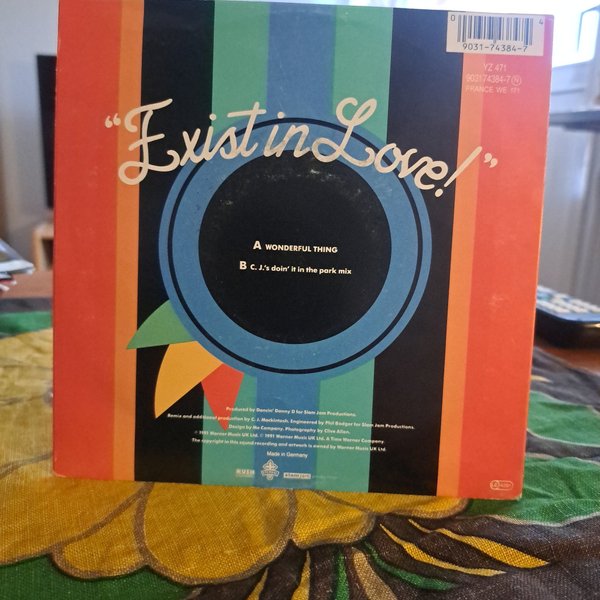 0 4
9031-74384-7
YZ 471
903174384-7
FRANCE WE 171
"Exist in Love!"
A WONDERFUL THING
B C. J.'s doin' it in the park mix
Produced by Dancin' Danny D for Slam Jam Productions.
Remix and additional production by C. J. Mackintosh. Engineered by Phil Bodger for Slam Jam Productions.
Design by Me Company. Photography by Clive Allen.
℗ 1991 Warner Music UK Ltd. © 1991 Warner Music UK Ltd. A Time Warner Company.
The copyright in this sound recording and artwork is owned by Warner Music UK Ltd.
Made in Germany
KUSH